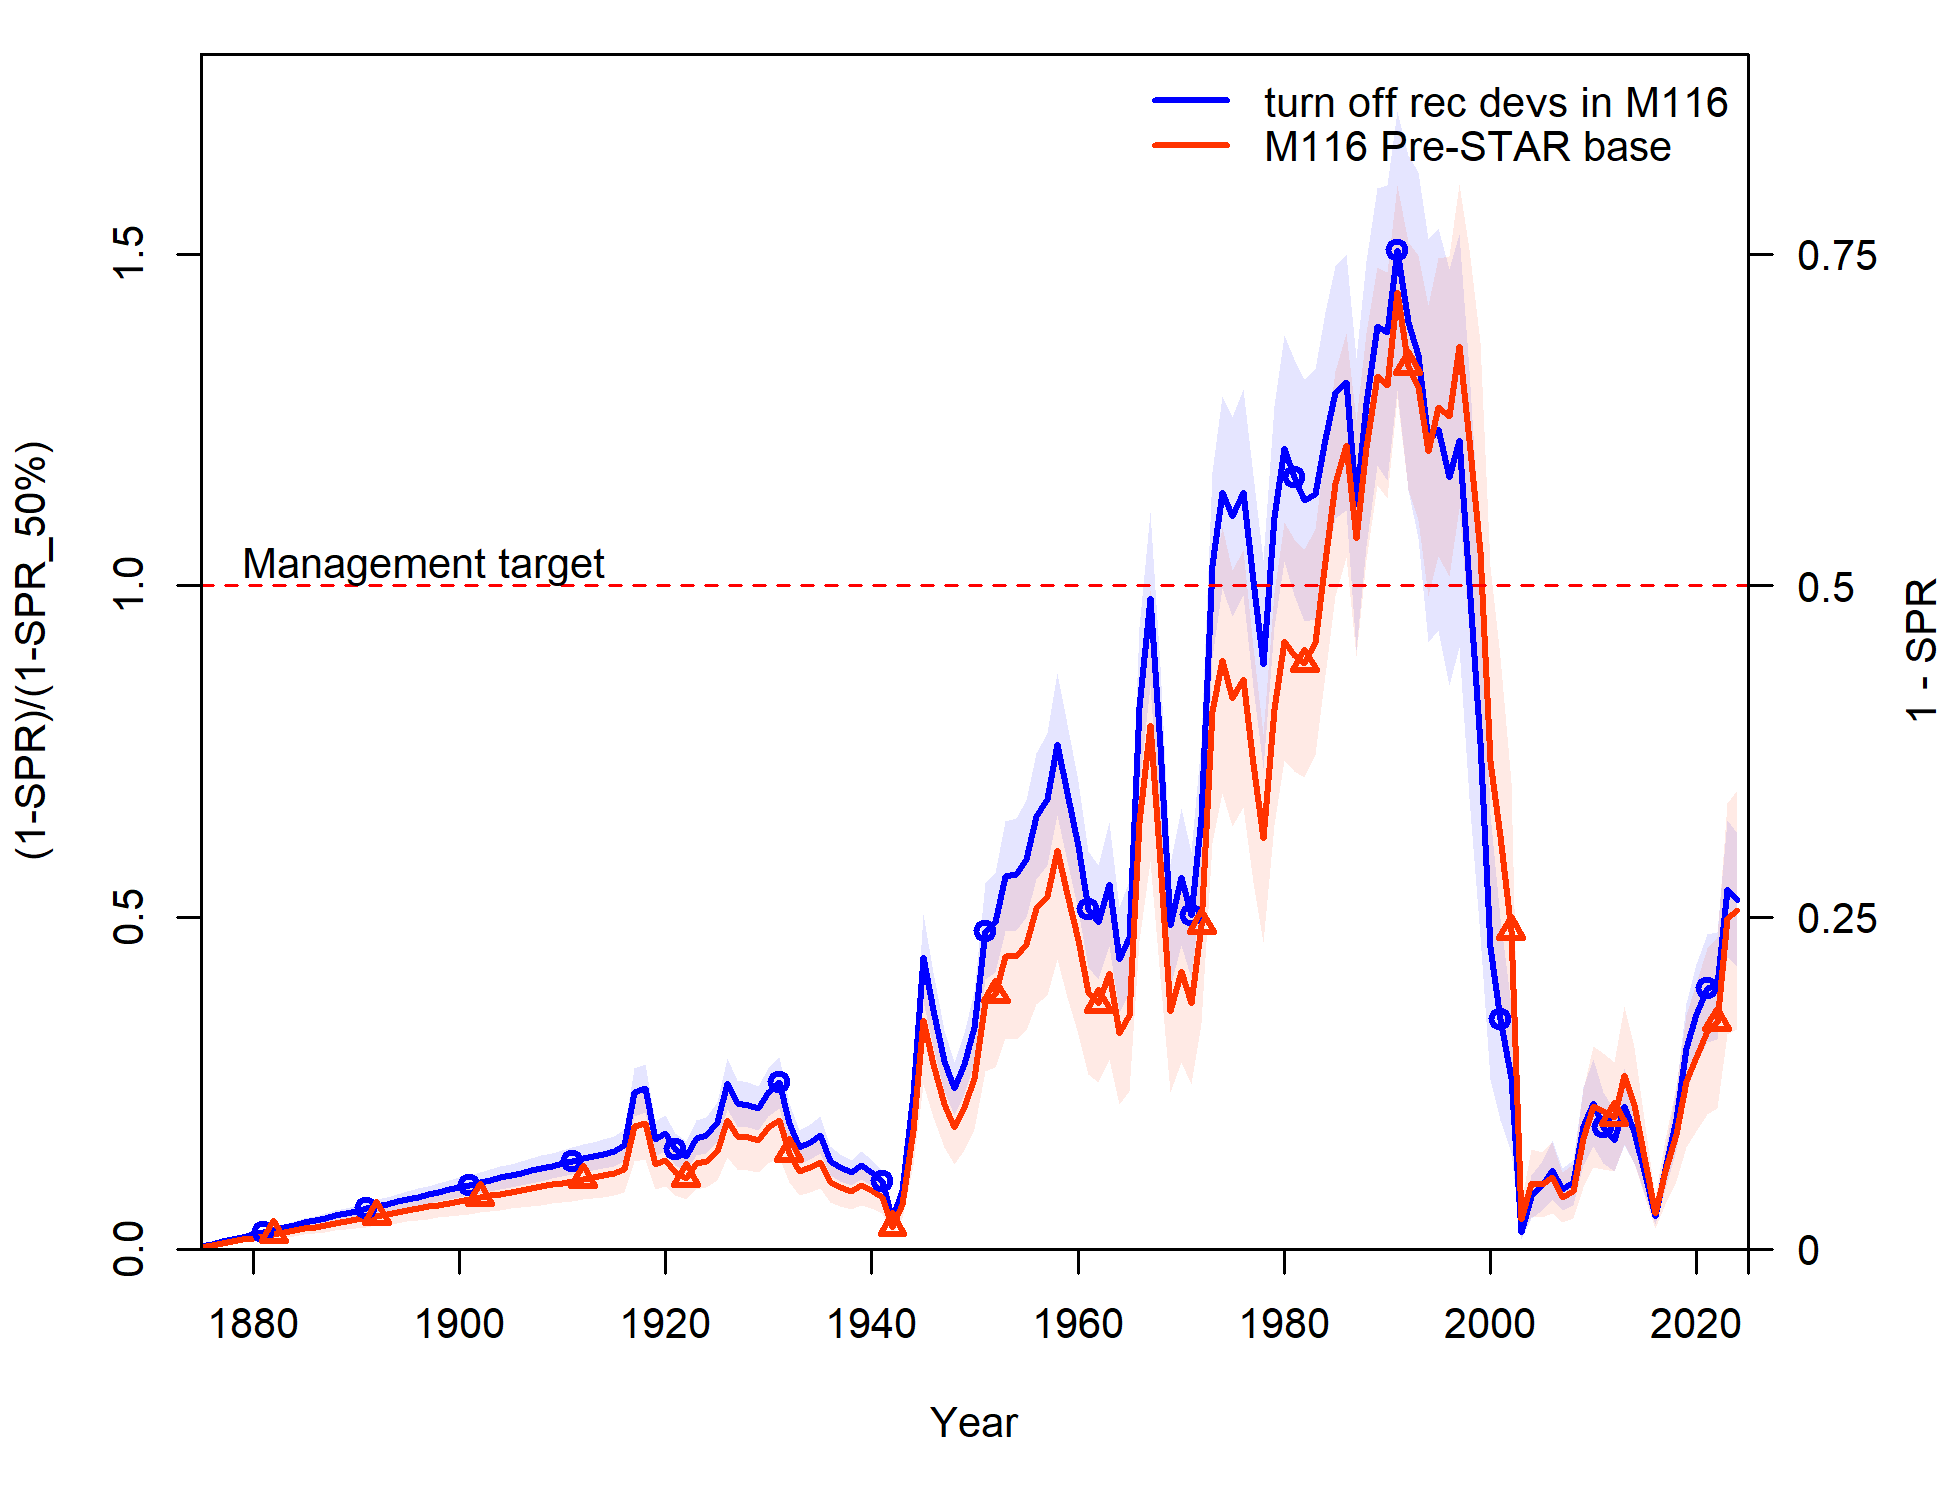 turn off rec devs in M116
M116 Pre-STAR base
Management target
(1-SPR)/(1-SPR_50%)
0.0
0.5
1.0
1.5
1 - SPR
0
0.25
0.5
0.75
1880
1900
1920
1940
1960
1980
2000
2020
Year